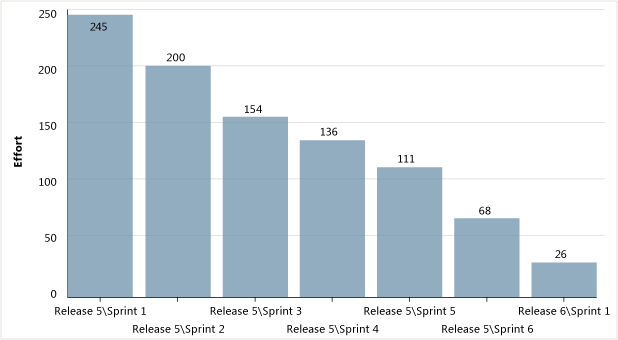 250
245
200
200
154
150
136
111
100
68
50
26
0
Effort
Release 5\Sprint 1
Release 5\Sprint 2
Release 5\Sprint 3
Release 5\Sprint 4
Release 5\Sprint 5
Release 5\Sprint 6
Release 6\Sprint 1